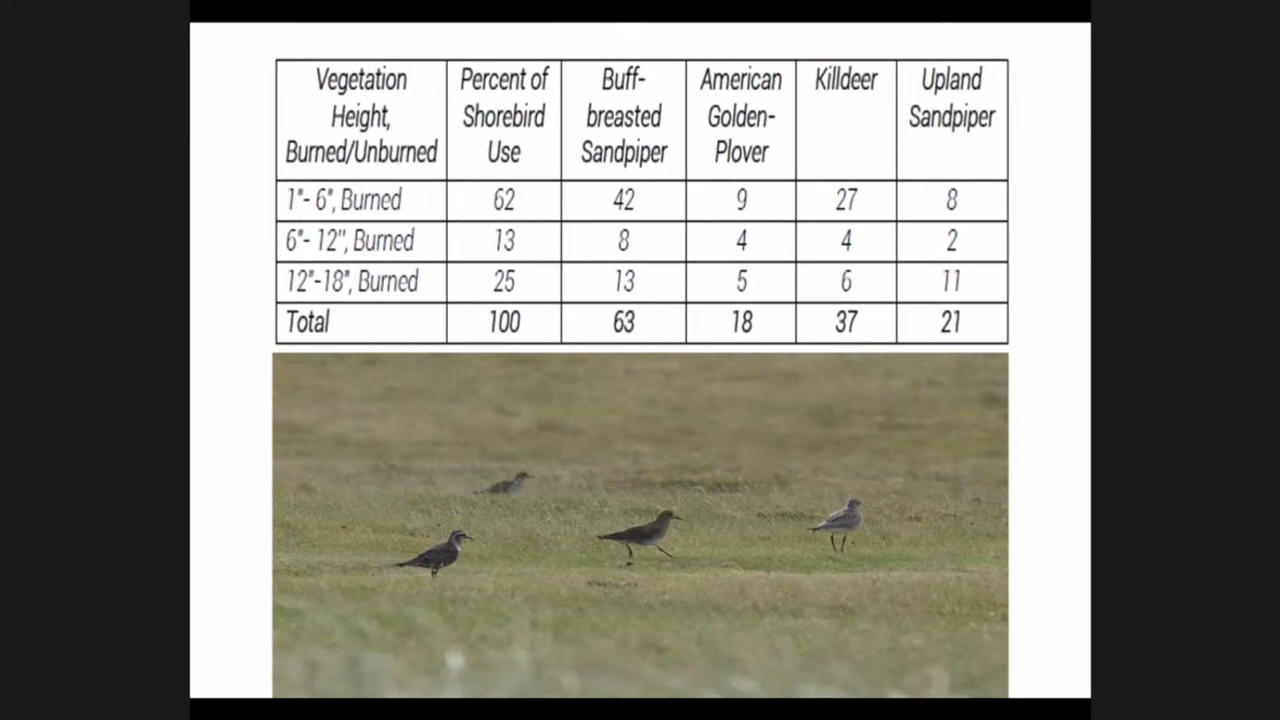 Vegetation Height, Burned/Unburned | Percent of Shorebird Use | Buff-breasted Sandpiper | American Golden-Plover | Killdeer | Upland Sandpiper
1"- 6", Burned | 62 | 42 | 9 | 27 | 8
6"- 12", Burned | 13 | 8 | 4 | 4 | 2
12"-18", Burned | 25 | 13 | 5 | 6 | 11
Total | 100 | 63 | 18 | 37 | 21